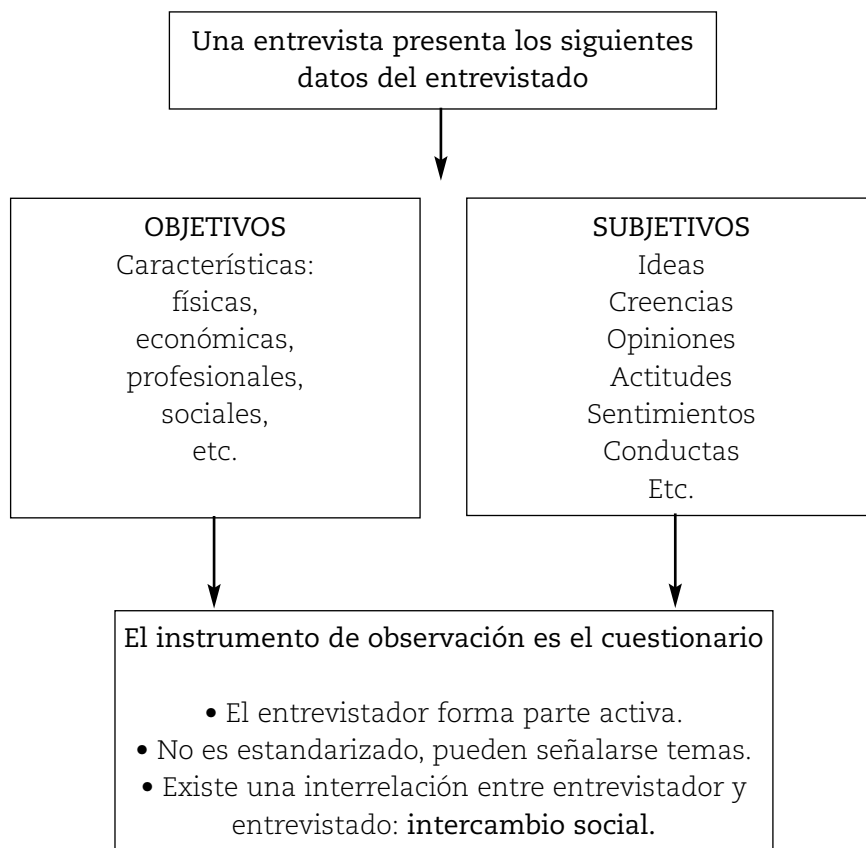 Una entrevista presenta los siguientes
datos del entrevistado
OBJETIVOS
Características:
físicas,
económicas,
profesionales,
sociales,
etc.
SUBJETIVOS
Ideas
Creencias
Opiniones
Actitudes
Sentimientos
Conductas
Etc.
El instrumento de observación es el cuestionario
• El entrevistador forma parte activa.
• No es estandarizado, pueden señalarse temas.
• Existe una interrelación entre entrevistador y
entrevistado: intercambio social.